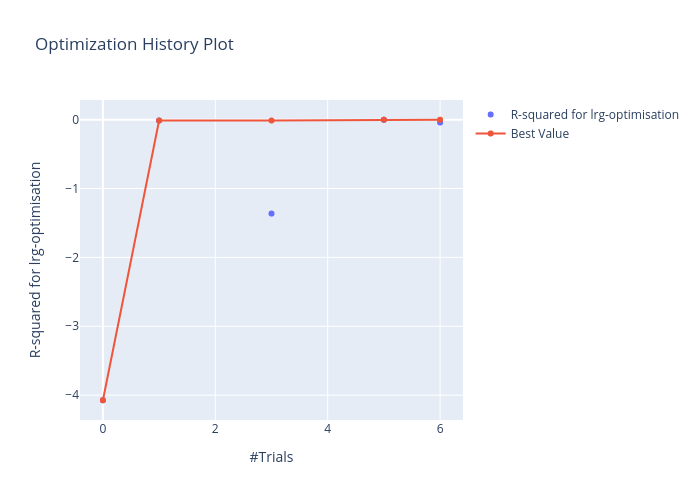 Optimization History Plot
R-squared for lrg-optimisation
Best Value
0
−1
−2
−3
−4
R-squared for lrg-optimisation
0
2
4
6
#Trials